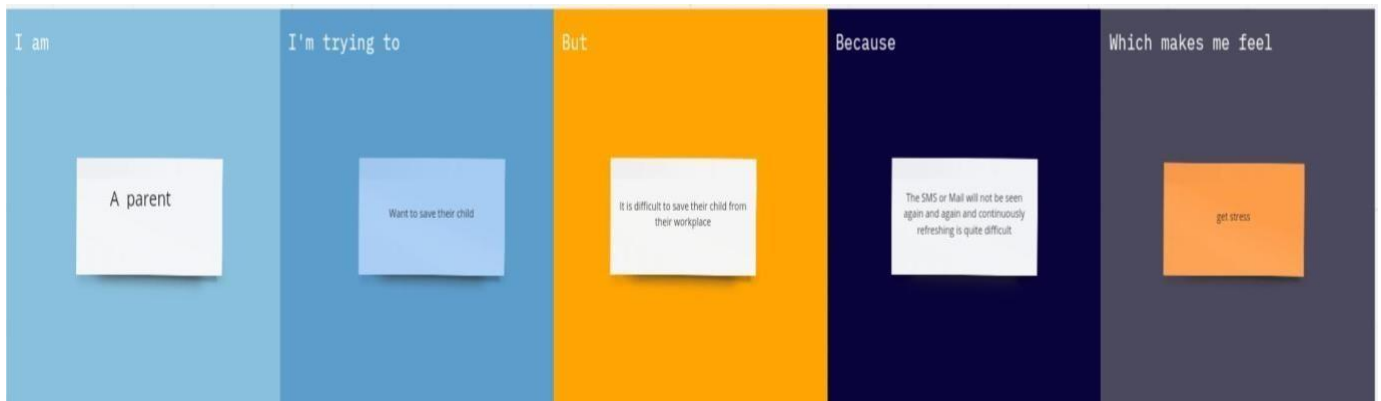 I am
I'm trying to
But
Because
Which makes me feel
A parent
Want to save their child
It is difficult to save their child from
their workplace
The SMS or Mail will not be seen
again and again and continuously
refreshing is quite difficult
get stress